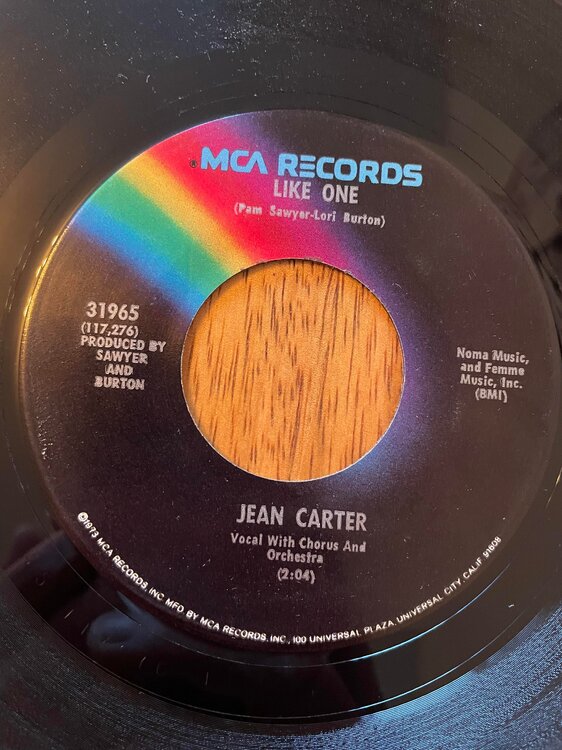 ® MCA RECORDS
LIKE ONE
(Pam Sawyer-Lori Burton)
31965
(117,276)
PRODUCED BY
SAWYER
AND
BURTON
Noma Music,
and Femme
Music, Inc.
(BMI)
JEAN CARTER
Vocal With Chorus And
Orchestra
(2:04)
©1973 MCA RECORDS, INC MFD BY MCA RECORDS, INC., 100 UNIVERSAL PLAZA, UNIVERSAL CITY, CALIF 91608